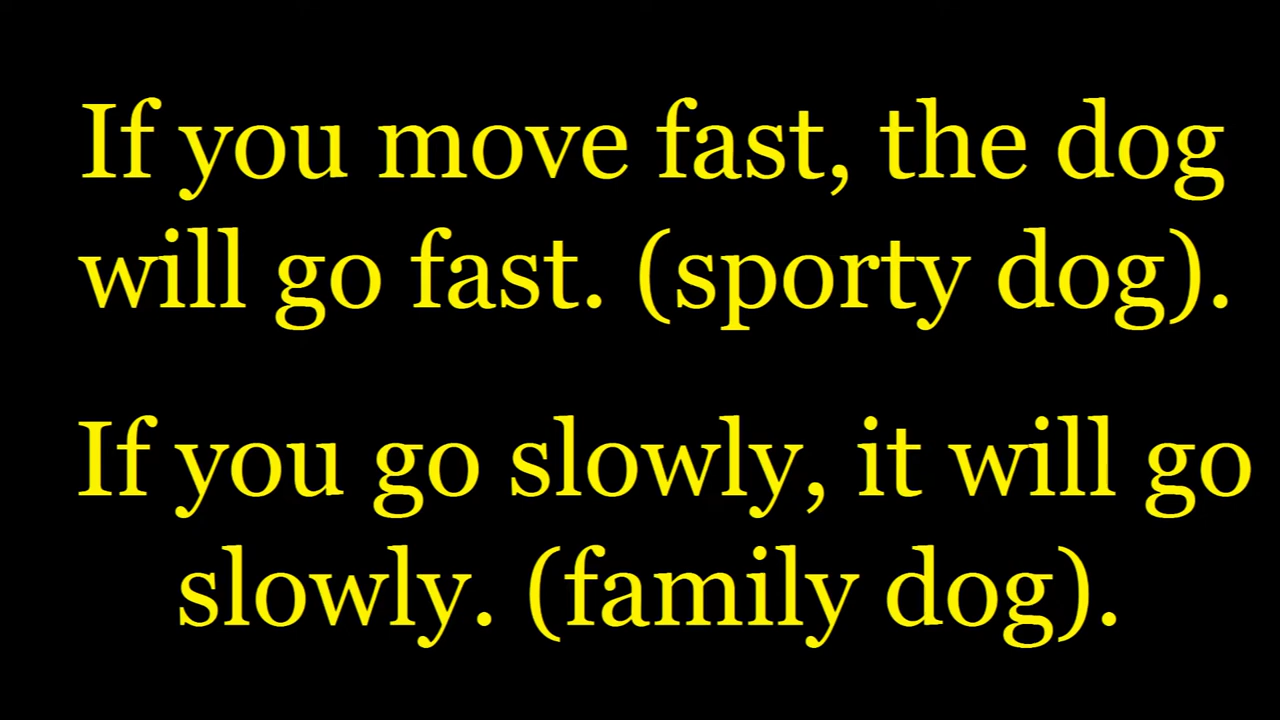 If you move fast, the dog
will go fast. (sporty dog).
If you go slowly, it will go
slowly. (family dog).